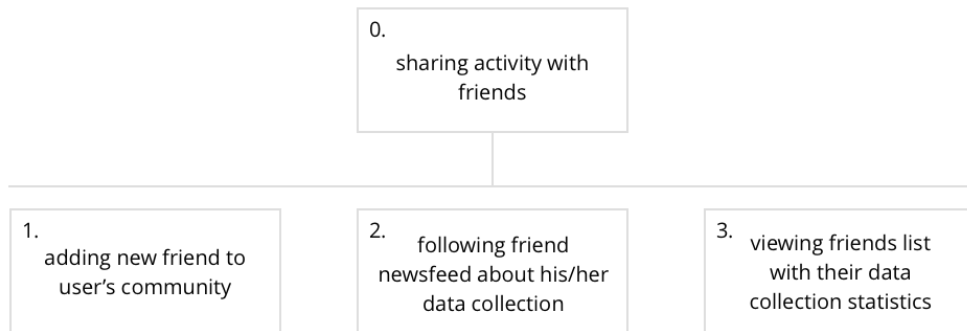 0.
sharing activity with
friends
1.
adding new friend to
user's community
2.
following friend
newsfeed about his/her
data collection
3.
viewing friends list
with their data
collection statistics